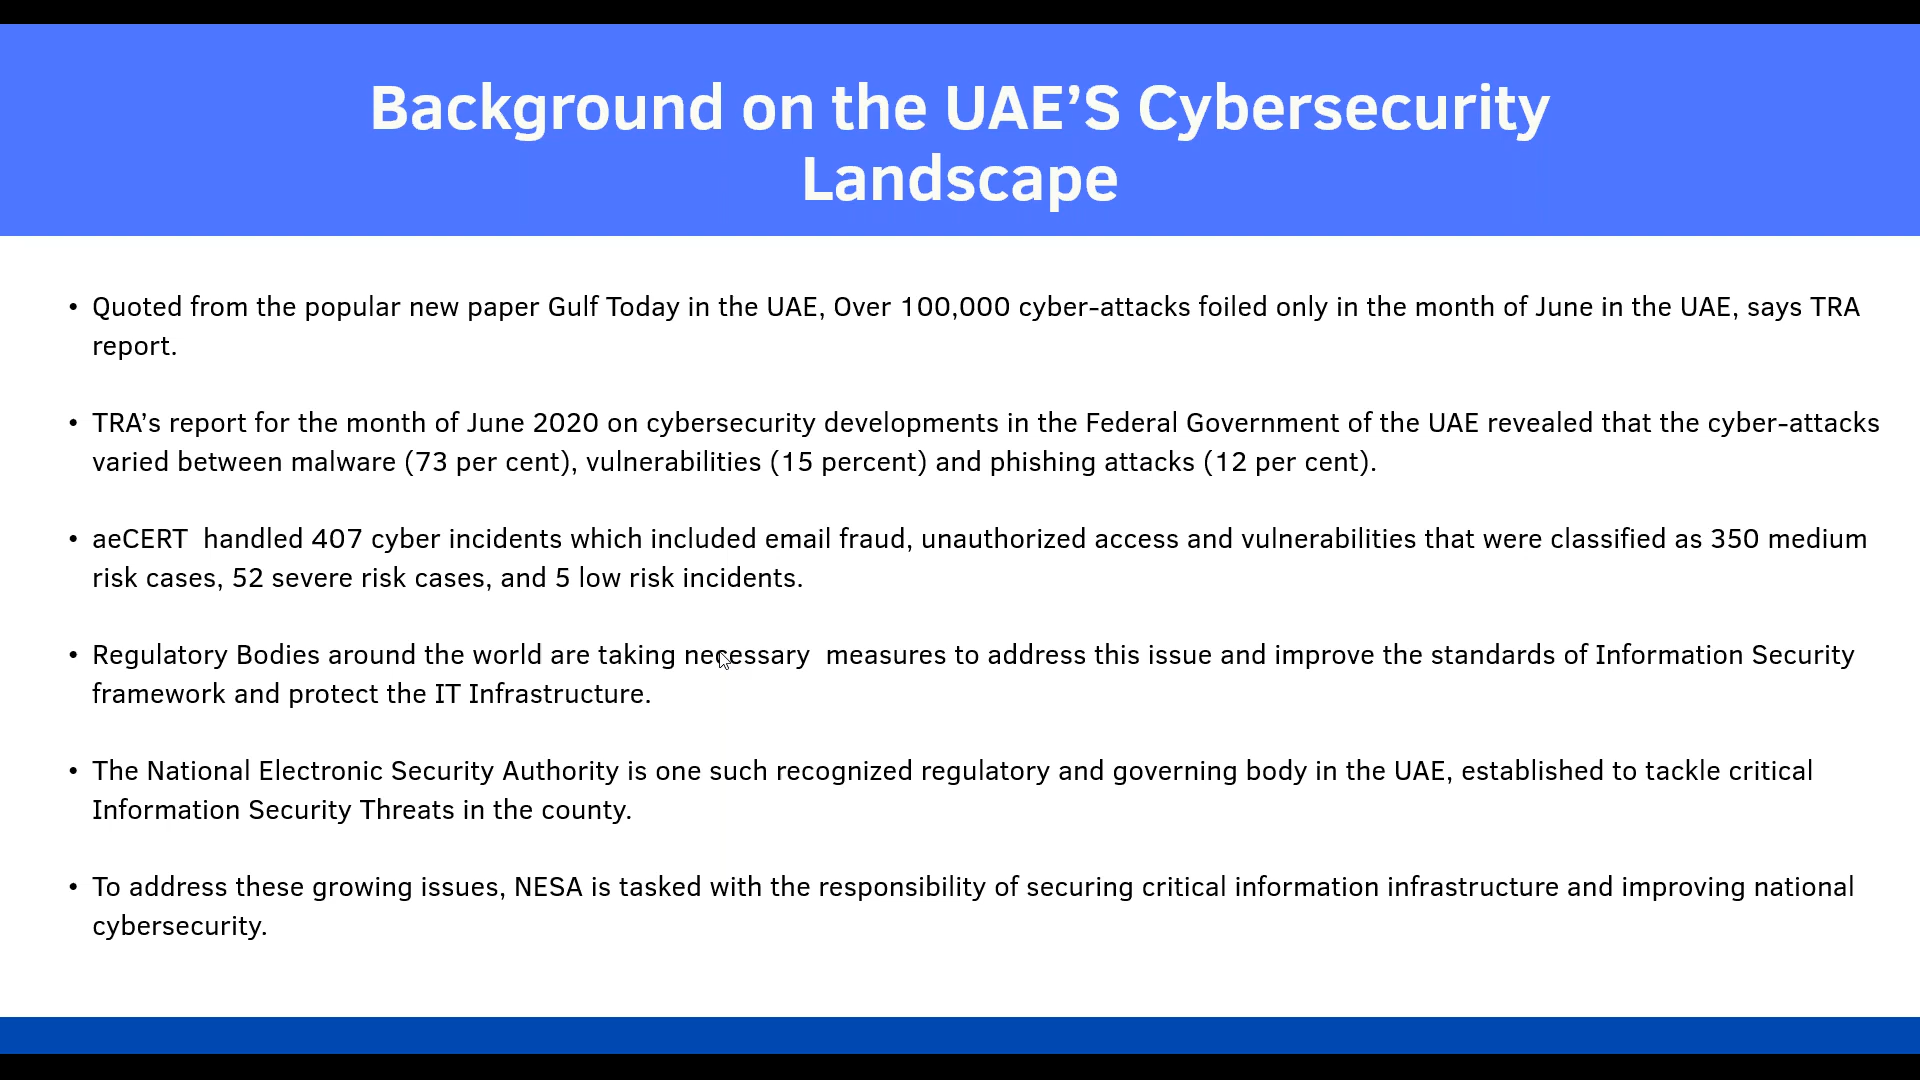 Background on the UAE’S Cybersecurity
Landscape
• Quoted from the popular new paper Gulf Today in the UAE, Over 100,000 cyber-attacks foiled only in the month of June in the UAE, says TRA
report.
• TRA’s report for the month of June 2020 on cybersecurity developments in the Federal Government of the UAE revealed that the cyber-attacks
varied between malware (73 per cent), vulnerabilities (15 percent) and phishing attacks (12 per cent).
• aeCERT  handled 407 cyber incidents which included email fraud, unauthorized access and vulnerabilities that were classified as 350 medium
risk cases, 52 severe risk cases, and 5 low risk incidents.
• Regulatory Bodies around the world are taking necessary  measures to address this issue and improve the standards of Information Security
framework and protect the IT Infrastructure.
• The National Electronic Security Authority is one such recognized regulatory and governing body in the UAE, established to tackle critical
Information Security Threats in the county.
• To address these growing issues, NESA is tasked with the responsibility of securing critical information infrastructure and improving national
cybersecurity.